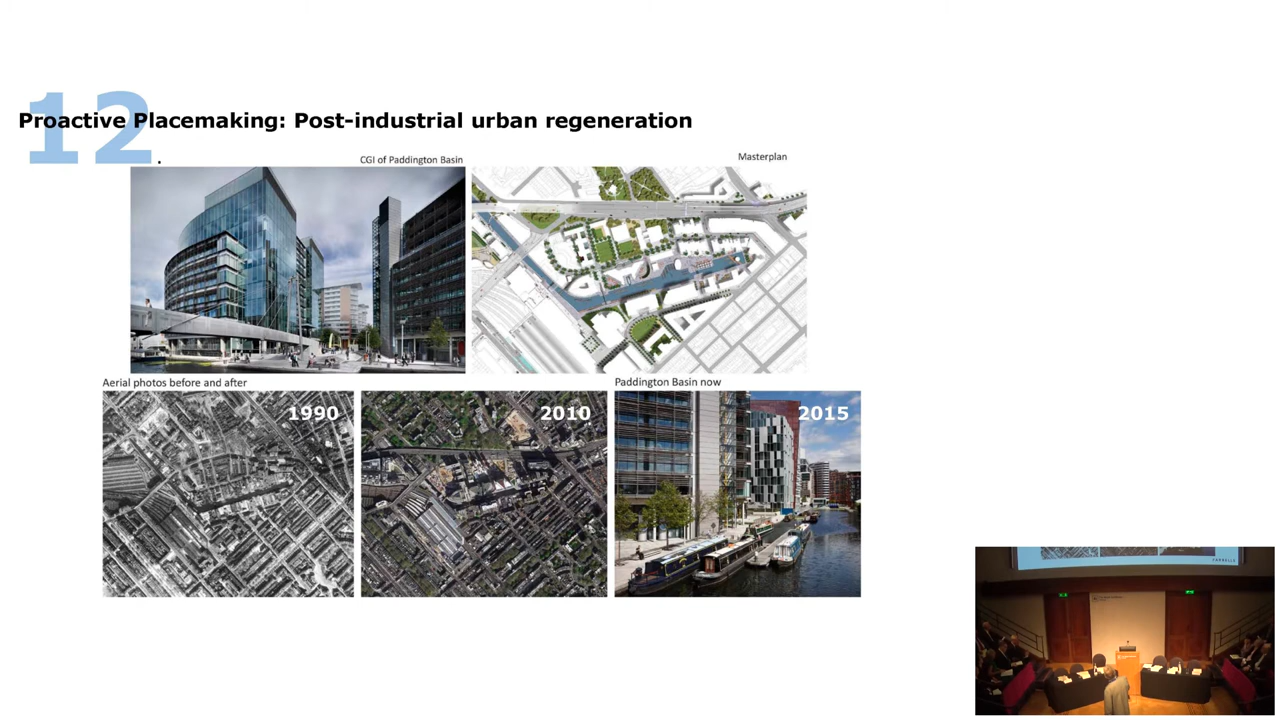 12.
Proactive Placemaking: Post-industrial urban regeneration
CGI of Paddington Basin
Masterplan
Aerial photos before and after
Paddington Basin now
1990
2010
2015
FARRELLS